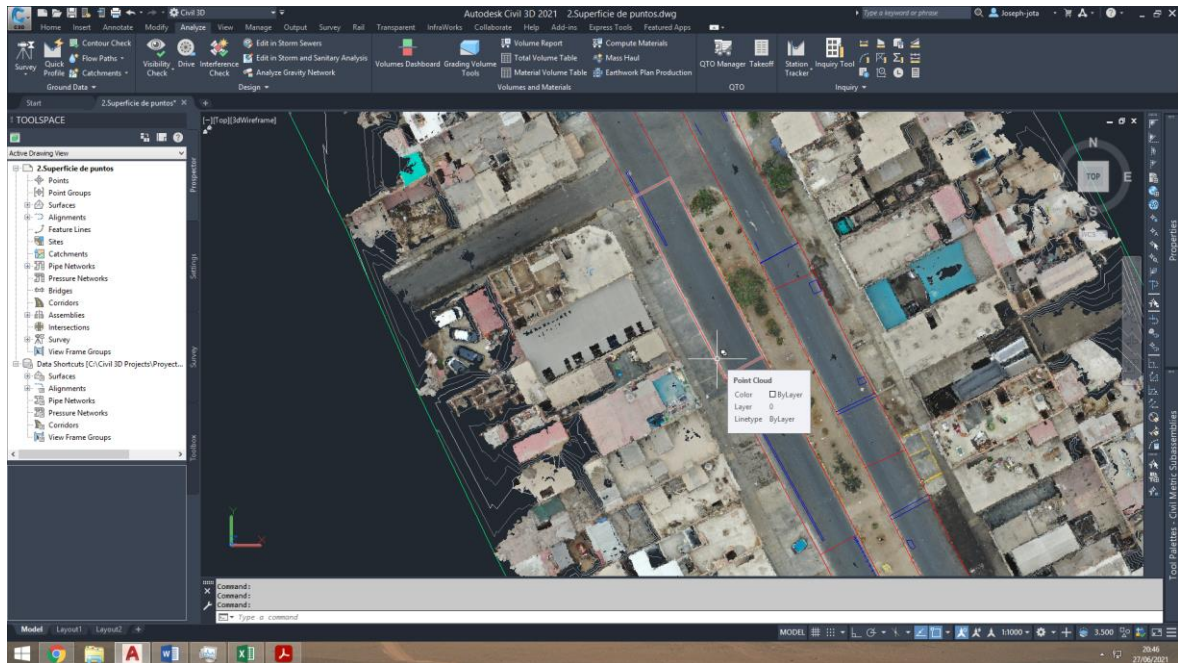 Civil 3D
Autodesk Civil 3D 2021 2.Superficie de puntos.dwg
Type a keyword or phrase
Joseph-jota
Home Insert Annotate Modify Analyze View Manage Output Survey Rail Transparent InfraWorks Collaborate Help Add-ins Express Tools Featured Apps
Survey
Quick Profile
Contour Check
Flow Paths
Catchments
Ground Data
Visibility Check
Drive
Interference Check
Edit in Storm Sewers
Edit in Storm and Sanitary Analysis
Analyze Gravity Network
Design
Volumes Dashboard
Grading Volume Tools
Volume Report
Total Volume Table
Material Volume Table
Compute Materials
Mass Haul
Earthwork Plan Production
Volumes and Materials
QTO Manager
Takeoff
QTO
Station Tracker
Inquiry Tool
Inquiry
Start
2.Superficie de puntos*
TOOLSPACE
Active Drawing View
2.Superficie de puntos
Points
Point Groups
Surfaces
Alignments
Feature Lines
Sites
Catchments
Pipe Networks
Pressure Networks
Bridges
Corridors
Assemblies
Intersections
Survey
View Frame Groups
Data Shortcuts [C:\Civil 3D Projects\Proyect...
Surfaces
Alignments
Pipe Networks
Pressure Networks
Corridors
View Frame Groups
Prospector
Settings
Survey
Toolbox
[-][Top][3dWireframe]
N
TOP
E
S
Point Cloud
Color ByLayer
Layer 0
Linetype ByLayer
Y
X
Properties
Tool Palettes - Civil Metric Subassemblies
Command:
Command:
Command:
Type a command
Model Layout1 Layout2 +
MODEL
1:1000
3.500
20:46
27/06/2021